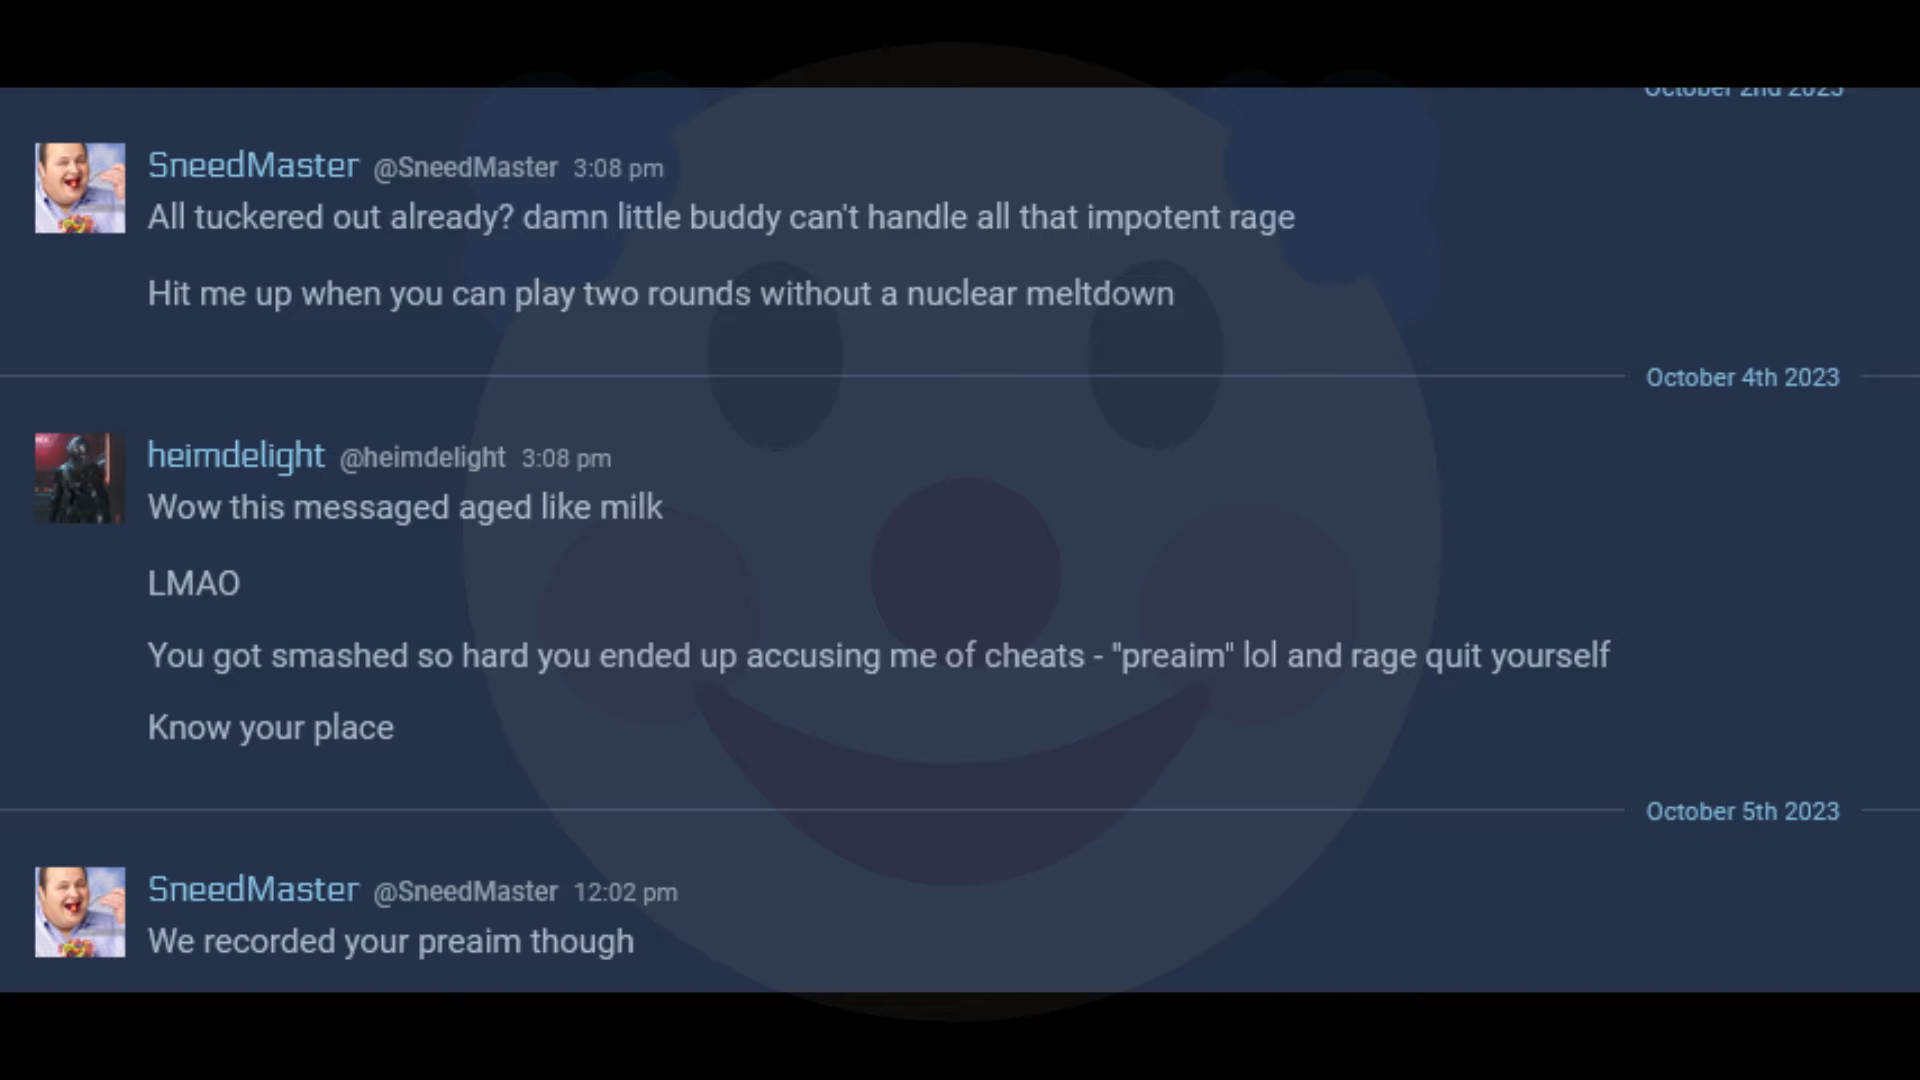 October 2nd 2023
SneedMaster @SneedMaster 3:08 pm
All tuckered out already? damn little buddy can't handle all that impotent rage
Hit me up when you can play two rounds without a nuclear meltdown
October 4th 2023
heimdelight @heimdelight 3:08 pm
Wow this messaged aged like milk
LMAO
You got smashed so hard you ended up accusing me of cheats - "preaim" lol and rage quit yourself
Know your place
October 5th 2023
SneedMaster @SneedMaster 12:02 pm
We recorded your preaim though